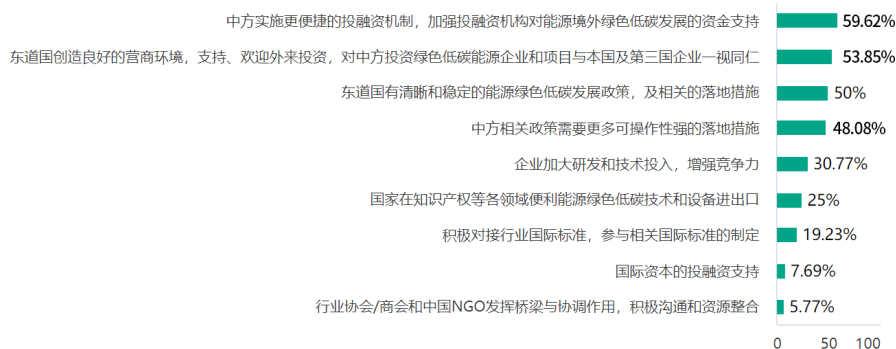 中方实施更便捷的投融资机制，加强投融资机构对能源境外绿色低碳发展的资金支持 59.62%
东道国创造良好的营商环境，支持、欢迎外来投资，对中方投资绿色低碳能源企业和项目与本国及第三国企业一视同仁 53.85%
东道国有清晰和稳定的能源绿色低碳发展政策，及相关的落地措施 50%
中方相关政策需要更多可操作性强的落地措施 48.08%
企业加大研发和技术投入，增强竞争力 30.77%
国家在知识产权等各领域便利能源绿色低碳技术和设备进出口 25%
积极对接行业国际标准，参与相关国际标准的制定 19.23%
国际资本的投融资支持 7.69%
行业协会/商会和中国NGO发挥桥梁与协调作用，积极沟通和资源整合 5.77%
0 50 100